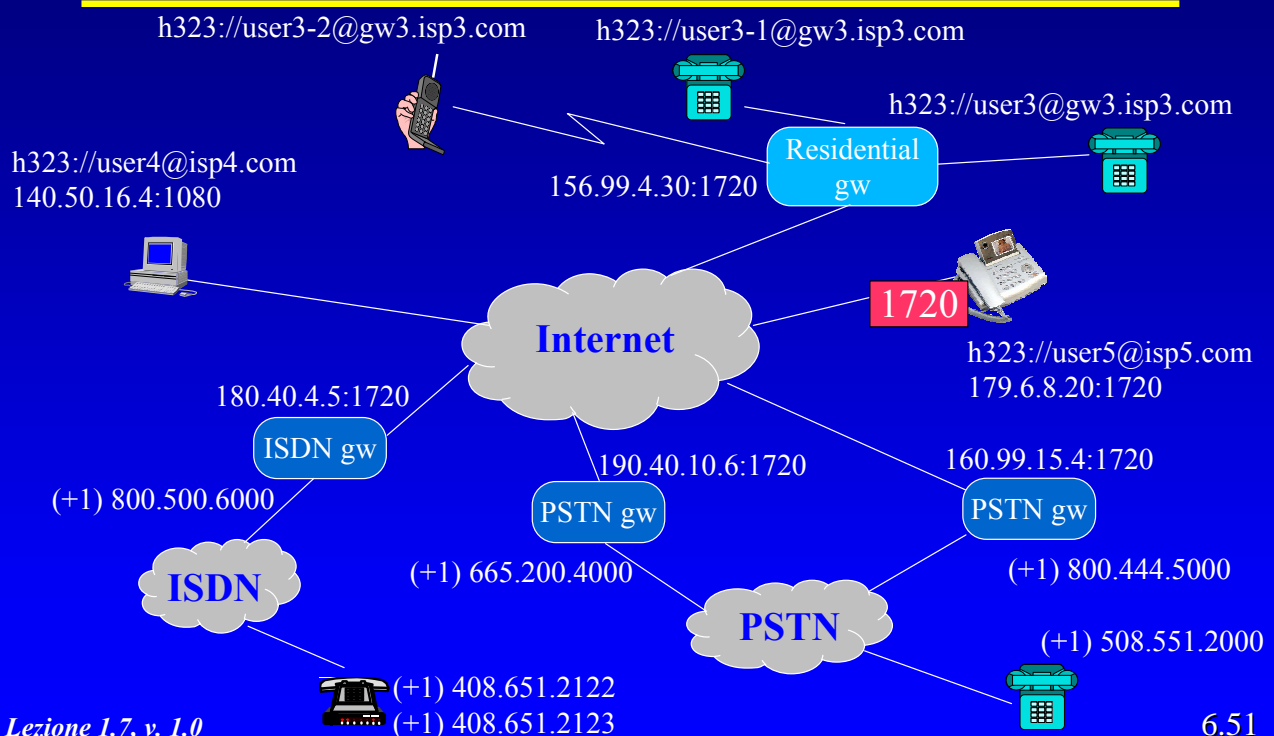 h323://user3-2@gw3.isp3.com
h323://user3-1@gw3.isp3.com
h323://user3@gw3.isp3.com
h323://user4@isp4.com
140.50.16.4:1080
156.99.4.30:1720
Residential
gw
1720
Internet
h323://user5@isp5.com
179.6.8.20:1720
180.40.4.5:1720
ISDN gw
190.40.10.6:1720
PSTN gw
160.99.15.4:1720
PSTN gw
(+1) 800.500.6000
(+1) 665.200.4000
(+1) 800.444.5000
ISDN
PSTN
(+1) 508.551.2000
(+1) 408.651.2122
(+1) 408.651.2123
Lezione 1.7, v. 1.0
6.51